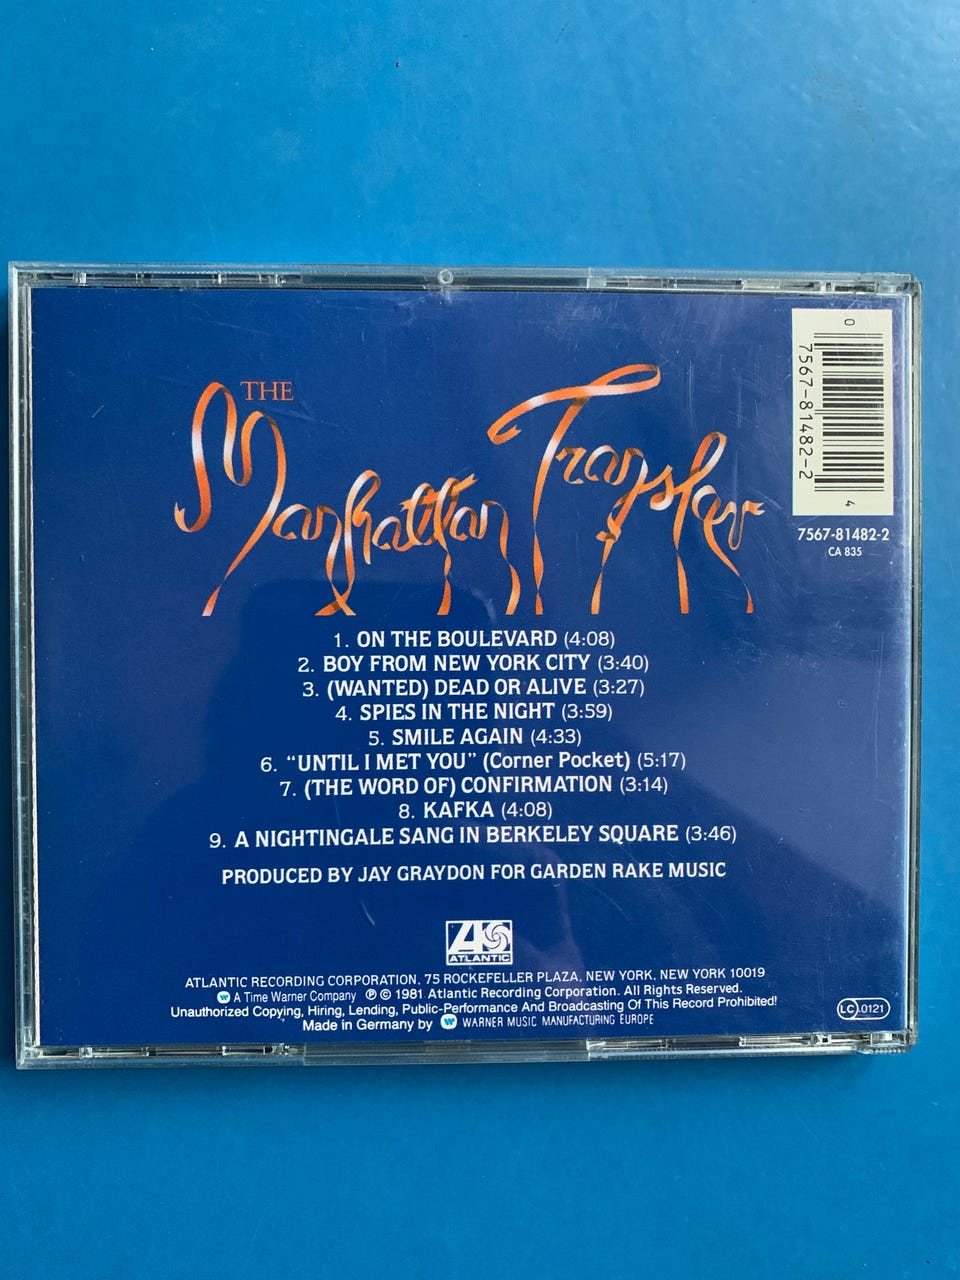 THE
Manhattan Transfer
0
7567-81482-2
4
7567-81482-2
CA 835
1. ON THE BOULEVARD (4:08)
2. BOY FROM NEW YORK CITY (3:40)
3. (WANTED) DEAD OR ALIVE (3:27)
4. SPIES IN THE NIGHT (3:59)
5. SMILE AGAIN (4:33)
6. "UNTIL I MET YOU" (Corner Pocket) (5:17)
7. (THE WORD OF) CONFIRMATION (3:14)
8. KAFKA (4:08)
9. A NIGHTINGALE SANG IN BERKELEY SQUARE (3:46)
PRODUCED BY JAY GRAYDON FOR GARDEN RAKE MUSIC
ATLANTIC
ATLANTIC RECORDING CORPORATION, 75 ROCKEFELLER PLAZA, NEW YORK, NEW YORK 10019
A Time Warner Company ℗ © 1981 Atlantic Recording Corporation. All Rights Reserved.
Unauthorized Copying, Hiring, Lending, Public-Performance And Broadcasting Of This Record Prohibited!
Made in Germany by WARNER MUSIC MANUFACTURING EUROPE
LC 0121